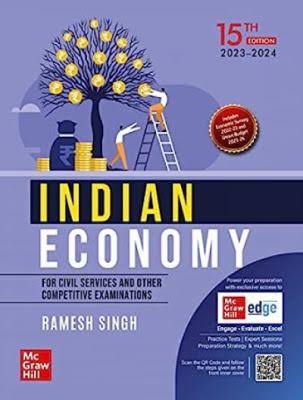 15TH
EDITION
2023-2024
Includes
Economic Survey
2022-23 and
Union Budget
2023-24
INDIAN
ECONOMY
FOR CIVIL SERVICES AND OTHER
COMPETITIVE EXAMINATIONS
RAMESH SINGH
Power your preparation
with exclusive access to
Mc
Graw
Hill
edge
Engage - Evaluate - Excel
Practice Tests | Expert Sessions
Preparation Strategy & much more!
Scan the QR Code and follow
the steps given on the
front inner cover
Mc
Graw
Hill